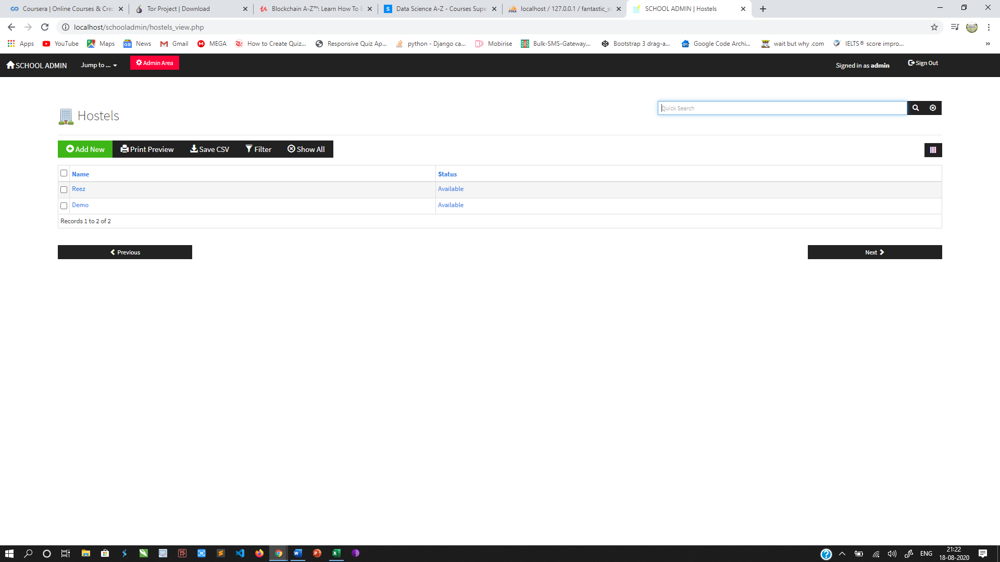 Coursera | Online Courses & Cre
Tor Project | Download
Blockchain A-Z™: Learn How To
Data Science A-Z - Courses Supe
localhost / 127.0.0.1 / fantastic_s
SCHOOL ADMIN | Hostels
localhost/schooladmin/hostels_view.php
Apps
YouTube
Maps
News
Gmail
MEGA
How to Create Quiz...
Responsive Quiz Ap...
python - Django ca...
Mobirise
SMS
Bulk-SMS-Gateway...
Bootstrap 3 drag-a...
Google Code Archi...
wait but why .com
IELTS® score impro...
»
SCHOOL ADMIN
Jump to ...
Admin Area
Signed in as admin
Sign Out
Hostels
Quick Search
Add New
Print Preview
Save CSV
Filter
Show All
Name
Status
Reez
Available
Demo
Available
Records 1 to 2 of 2
Previous
Next
ENG
21:22
18-08-2020